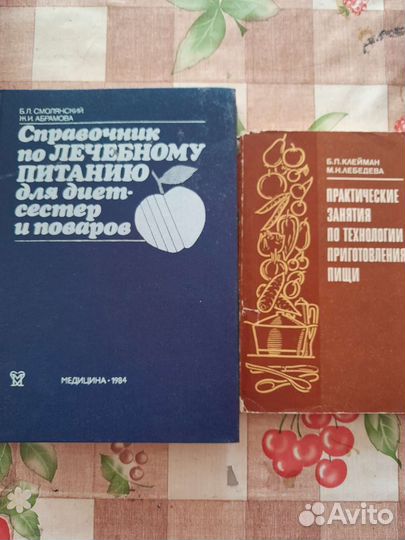 Б.Л. СМОЛЯНСКИЙ
Ж.И. АБРАМОВА
Справочник
по ЛЕЧЕБНОМУ
ПИТАНИЮ
для диет-
сестер
и поваров
МЕДИЦИНА • 1984
Б.Л. КЛЕЙМАН
М.Н. ЛЕБЕДЕВА
ПРАКТИЧЕСКИЕ
ЗАНЯТИЯ
ПО ТЕХНОЛОГИИ
ПРИГОТОВЛЕНИЯ
ПИЩИ
Avito